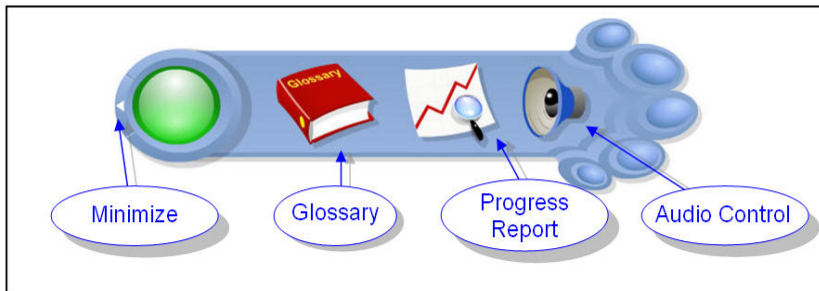 Glossary
Minimize
Glossary
Progress
Report
Audio Control